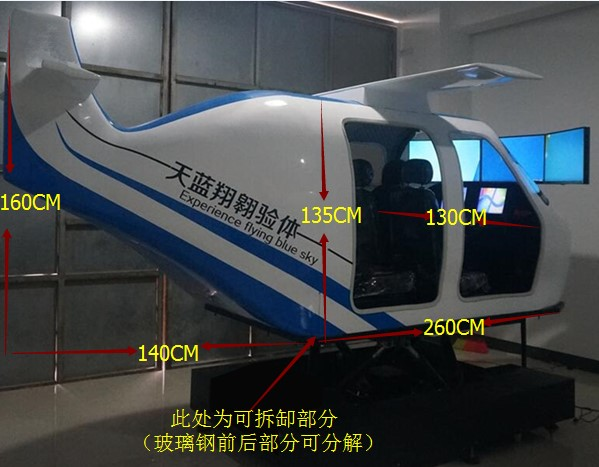 160CM
天蓝翔翱验体
Experience flying blue sky
135CM
130CM
260CM
140CM
此处为可拆卸部分
（玻璃钢前后部分可分解）